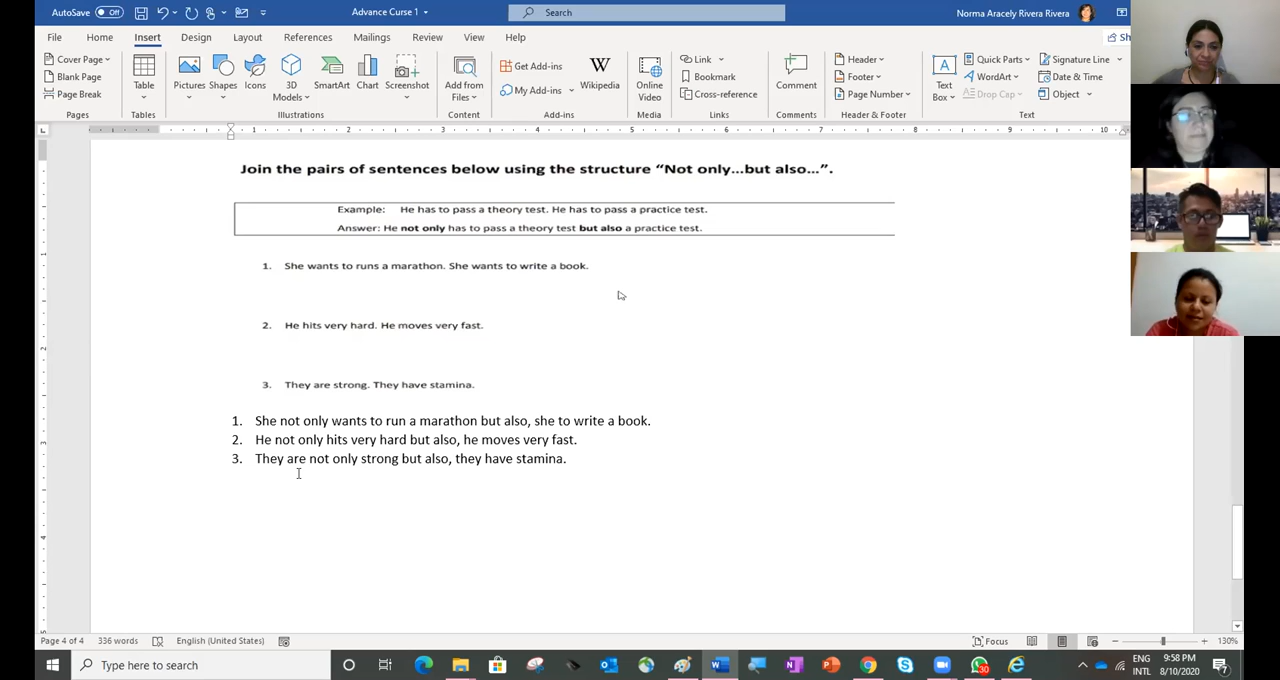 AutoSave Off
Advance Curse 1
Search
Norma Aracely Rivera Rivera
File Home Insert Design Layout References Mailings Review View Help
Cover Page
Blank Page
Page Break
Pages
Table
Tables
Pictures Shapes Icons 3D Models SmartArt Chart Screenshot
Illustrations
Add from Files
Content
Get Add-ins
My Add-ins
Wikipedia
Add-ins
Online Video
Media
Link
Bookmark
Cross-reference
Links
Comment
Comments
Header
Footer
Page Number
Header & Footer
Text Box
Quick Parts
WordArt
Drop Cap
Signature Line
Date & Time
Object
Text
1 2 3 4 5 6 7 8 9 10
Join the pairs of sentences below using the structure “Not only...but also...”.
Example: He has to pass a theory test. He has to pass a practice test.
Answer: He not only has to pass a theory test but also a practice test.
1. She wants to runs a marathon. She wants to write a book.
2. He hits very hard. He moves very fast.
3. They are strong. They have stamina.
1. She not only wants to run a marathon but also, she to write a book.
2. He not only hits very hard but also, he moves very fast.
3. They are not only strong but also, they have stamina.
Page 4 of 4 336 words English (United States) Focus 130%
Type here to search
ENG INTL
9:58 PM
8/10/2020